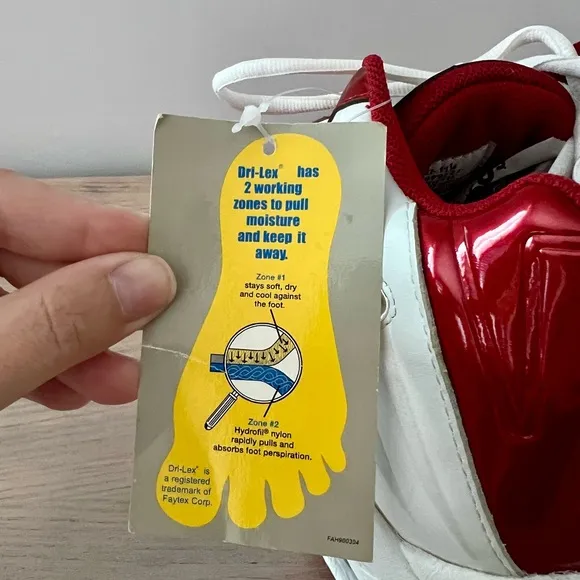 Dri-Lex® has
2 working
zones to pull
moisture
and keep it
away.
Zone #1
stays soft, dry
and cool against
the foot.
Zone #2
Hydrofil® nylon
rapidly pulls and
absorbs foot perspiration.
Dri-Lex® is
a registered
trademark of
Faytex Corp.
FAH900304